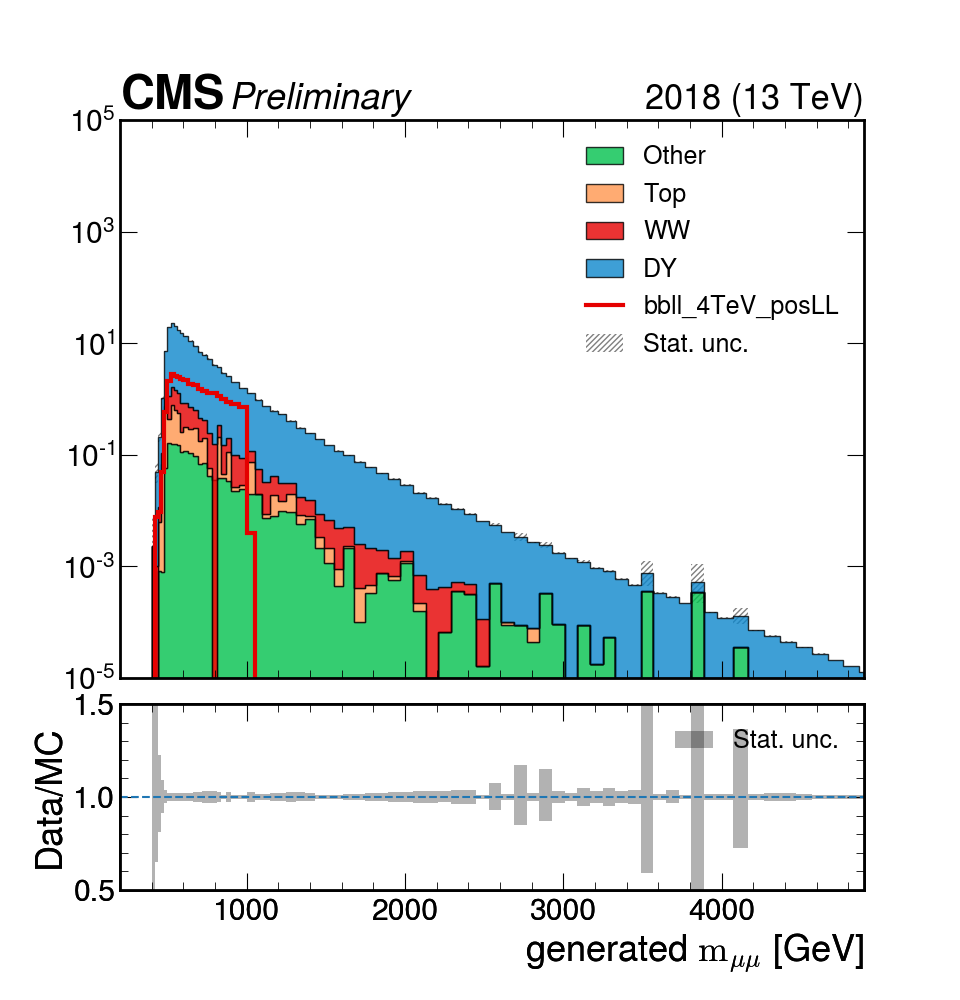 CMS Preliminary 2018 (13 TeV)
10^5
10^3
10^1
10^-1
10^-3
10^-5
Other
Top
WW
DY
bbll_4TeV_posLL
Stat. unc.
1.5
1.0
0.5
Data/MC
Stat. unc.
1000 2000 3000 4000
generated m_μμ [GeV]